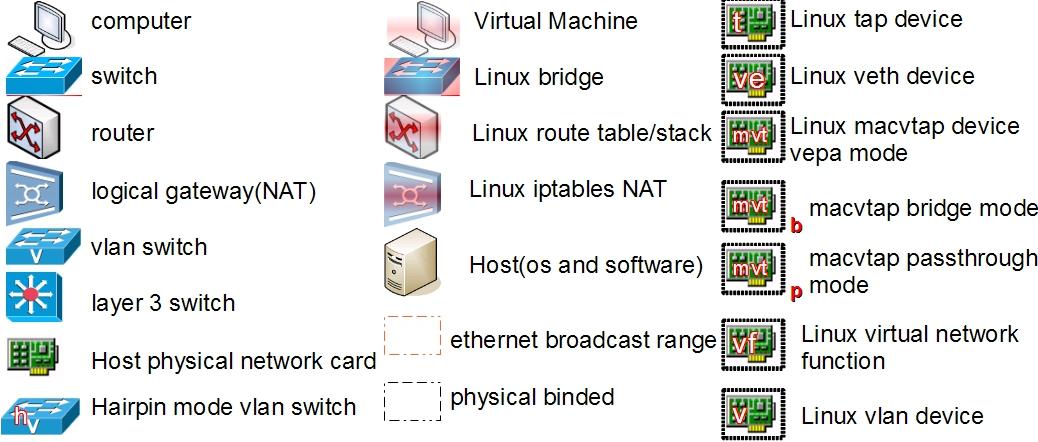 computer
switch
router
logical gateway(NAT)
vlan switch
V
layer 3 switch
Host physical network card
Hairpin mode vlan switch
h
V
Virtual Machine
Linux bridge
Linux route table/stack
Linux iptables NAT
Host(os and software)
ethernet broadcast range
physical binded
t
Linux tap device
ve
Linux veth device
mvt
Linux macvtap device
vepa mode
mvt
b
macvtap bridge mode
mvt
p
macvtap passthrough
mode
vf
Linux virtual network
function
v
Linux vlan device